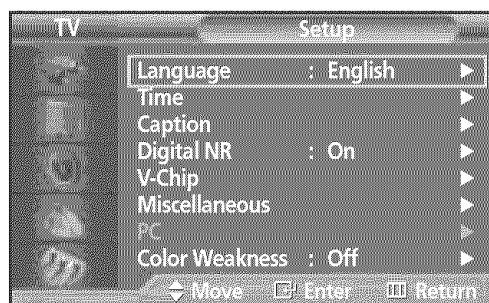 TV Setup
Language : English
Time
Caption
Digital NR : On
V-Chip
Miscellaneous
PC
Color Weakness : Off
Move Enter Return